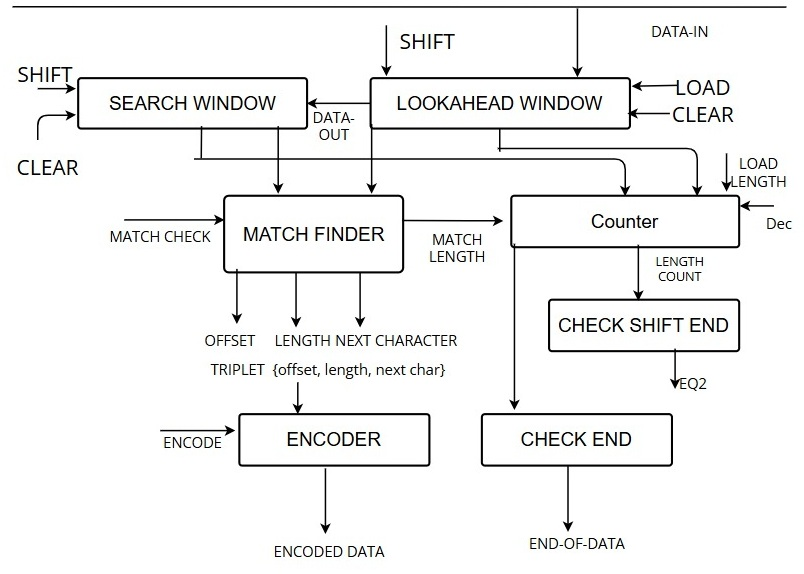 DATA-IN
SHIFT
SHIFT
SEARCH WINDOW
LOOKAHEAD WINDOW
LOAD
CLEAR
DATA-
OUT
CLEAR
LOAD
LENGTH
MATCH CHECK
MATCH FINDER
MATCH
LENGTH
Counter
Dec
LENGTH
COUNT
OFFSET
LENGTH
NEXT CHARACTER
CHECK SHIFT END
TRIPLET {offset, length, next char}
EQ2
ENCODE
ENCODER
CHECK END
ENCODED DATA
END-OF-DATA